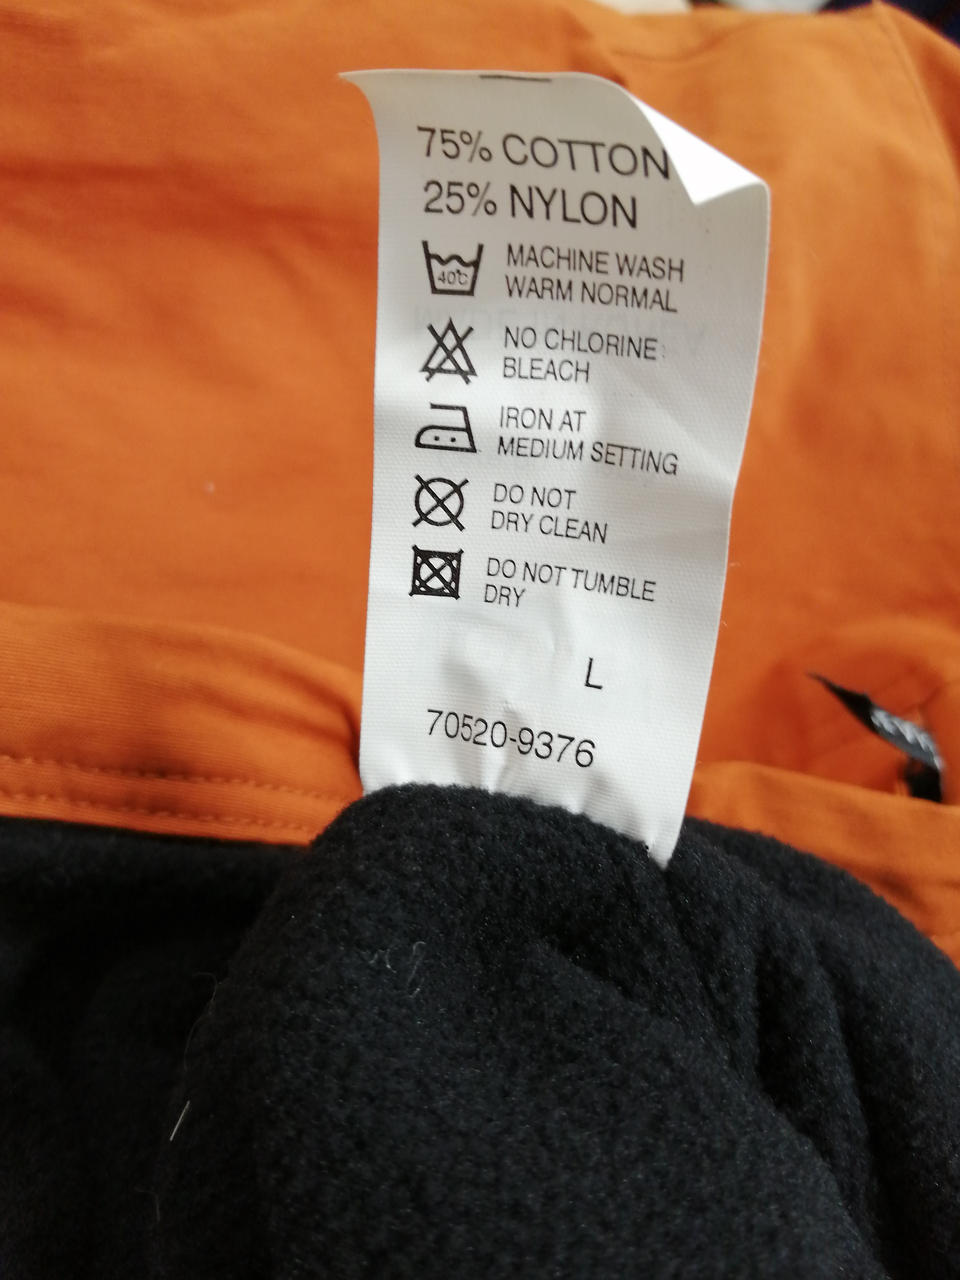 75% COTTON
25% NYLON
40°C
MACHINE WASH
WARM NORMAL
NO CHLORINE
BLEACH
IRON AT
MEDIUM SETTING
DO NOT
DRY CLEAN
DO NOT TUMBLE
DRY
L
70520-9376